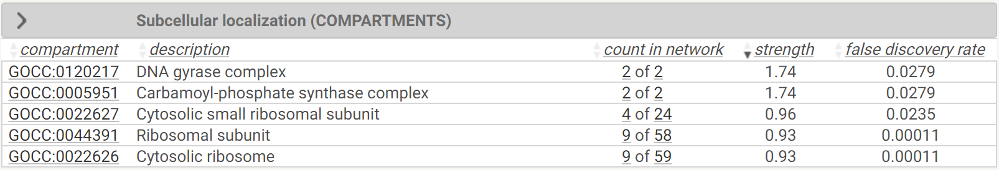 Subcellular localization (COMPARTMENTS)
compartment description count in network strength false discovery rate
GOCC:0120217 DNA gyrase complex 2 of 2 1.74 0.0279
GOCC:0005951 Carbamoyl-phosphate synthase complex 2 of 2 1.74 0.0279
GOCC:0022627 Cytosolic small ribosomal subunit 4 of 24 0.96 0.0235
GOCC:0044391 Ribosomal subunit 9 of 58 0.93 0.00011
GOCC:0022626 Cytosolic ribosome 9 of 59 0.93 0.00011